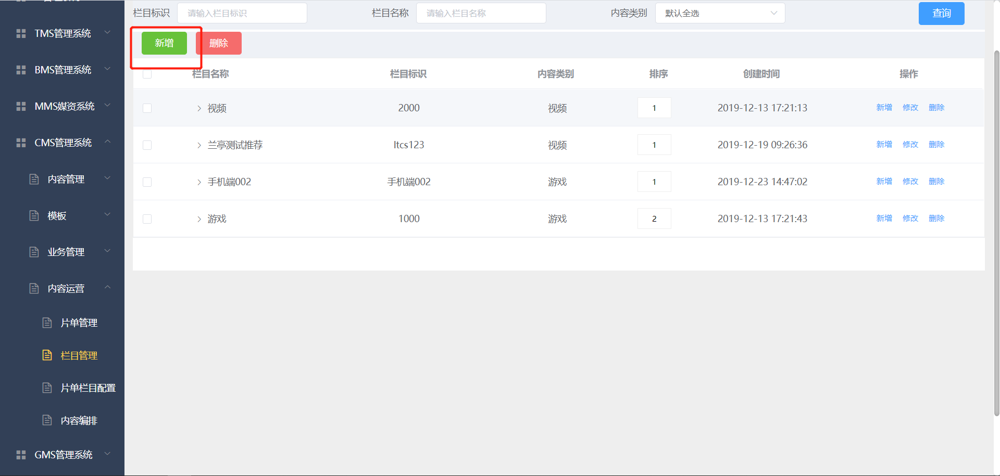 栏目标识 请输入栏目标识 栏目名称 请输入栏目名称 内容类别 默认全选 查询
新增 删除
栏目名称 栏目标识 内容类别 排序 创建时间 操作
视频 2000 视频 1 2019-12-13 17:21:13 新增 修改 删除
兰亭测试推荐 ltcs123 视频 1 2019-12-19 09:26:36 新增 修改 删除
手机端002 手机端002 游戏 1 2019-12-23 14:47:02 新增 修改 删除
游戏 1000 游戏 2 2019-12-13 17:21:43 新增 修改 删除
TMS管理系统
BMS管理系统
MMS媒资系统
CMS管理系统
内容管理
模板
业务管理
内容运营
片单管理
栏目管理
片单栏目配置
内容编排
GMS管理系统